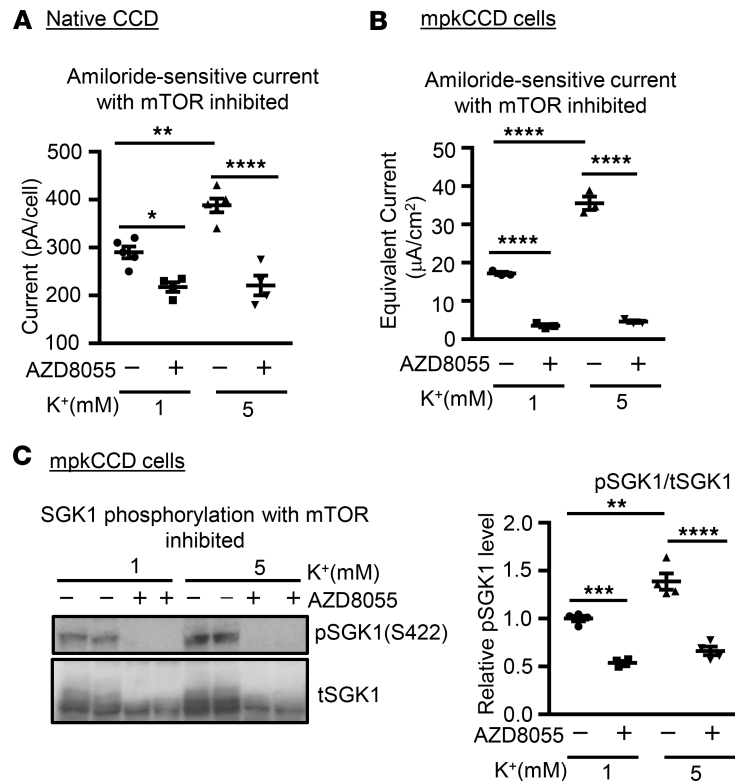 A Native CCD
Amiloride-sensitive current
with mTOR inhibited
Current (pA/cell)
500
400
300
200
100
**
****
*
AZD8055 − + − +
K⁺(mM) 1 5
B mpkCCD cells
Amiloride-sensitive current
with mTOR inhibited
Equivalent Current
(μA/cm²)
50
40
30
20
10
0
****
****
****
AZD8055 − + − +
K⁺(mM) 1 5
C mpkCCD cells
SGK1 phosphorylation with mTOR
inhibited
1 5 K⁺(mM)
− − + + − − + + AZD8055
pSGK1(S422)
tSGK1
pSGK1/tSGK1
Relative pSGK1 level
2.0
1.5
1.0
0.5
0.0
**
****
***
AZD8055 − + − +
K⁺(mM) 1 5